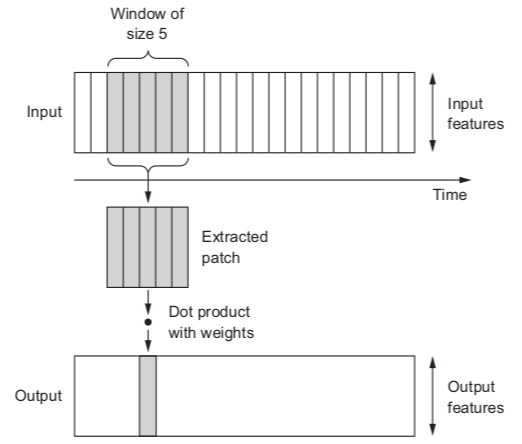 Window of
size 5
Input
Input
features
Time
Extracted
patch
Dot product
with weights
Output
Output
features